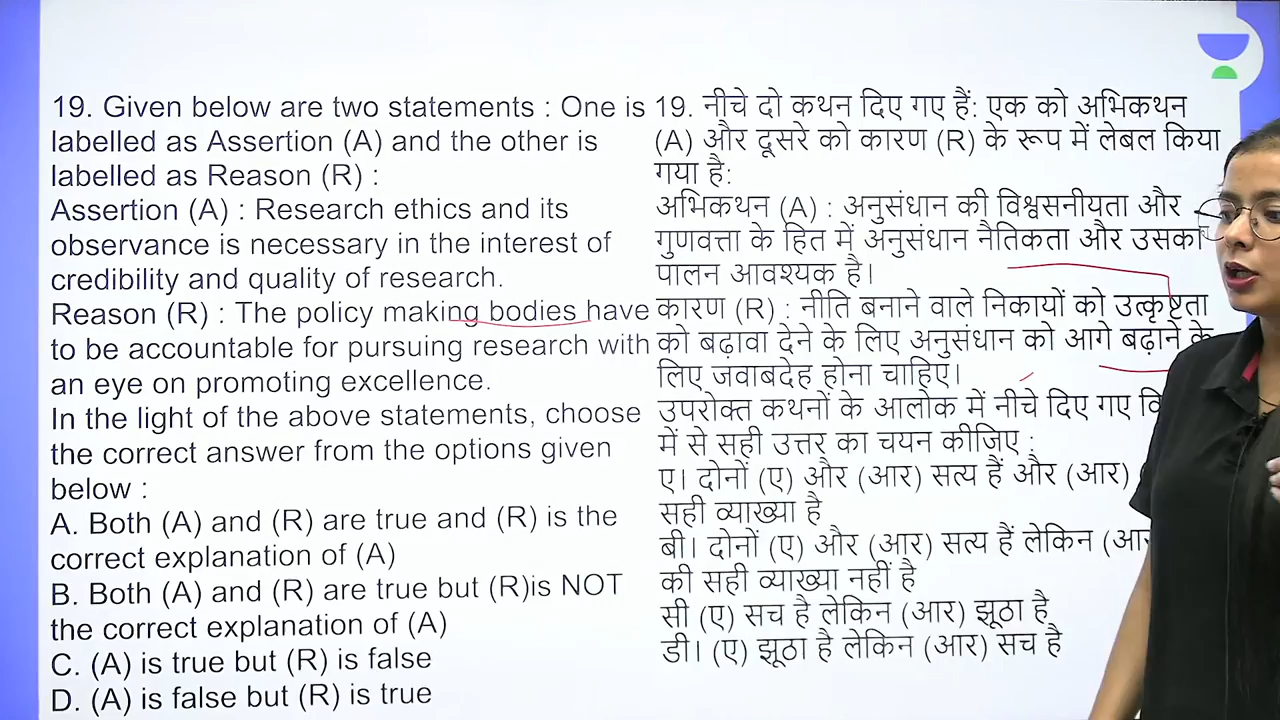 19. Given below are two statements : One is
labelled as Assertion (A) and the other is
labelled as Reason (R) :
Assertion (A) : Research ethics and its
observance is necessary in the interest of
credibility and quality of research.
Reason (R) : The policy making bodies have
to be accountable for pursuing research with
an eye on promoting excellence.
In the light of the above statements, choose
the correct answer from the options given
below :
A. Both (A) and (R) are true and (R) is the
correct explanation of (A)
B. Both (A) and (R) are true but (R)is NOT
the correct explanation of (A)
C. (A) is true but (R) is false
D. (A) is false but (R) is true
19. नीचे दो कथन दिए गए हैं: एक को अभिकथन
(A) और दूसरे को कारण (R) के रूप में लेबल किया
गया है:
अभिकथन (A) : अनुसंधान की विश्वसनीयता और
गुणवत्ता के हित में अनुसंधान नैतिकता और उसका
पालन आवश्यक है।
कारण (R) : नीति बनाने वाले निकायों को उत्कृष्टता
को बढ़ावा देने के लिए अनुसंधान को आगे बढ़ाने के
लिए जवाबदेह होना चाहिए।
उपरोक्त कथनों के आलोक में नीचे दिए गए
में से सही उत्तर का चयन कीजिए :
ए। दोनों (ए) और (आर) सत्य हैं और (आर)
सही व्याख्या है
बी। दोनों (ए) और (आर) सत्य हैं लेकिन
की सही व्याख्या नहीं है
सी (ए) सच है लेकिन (आर) झूठा है
डी। (ए) झूठा है लेकिन (आर) सच है